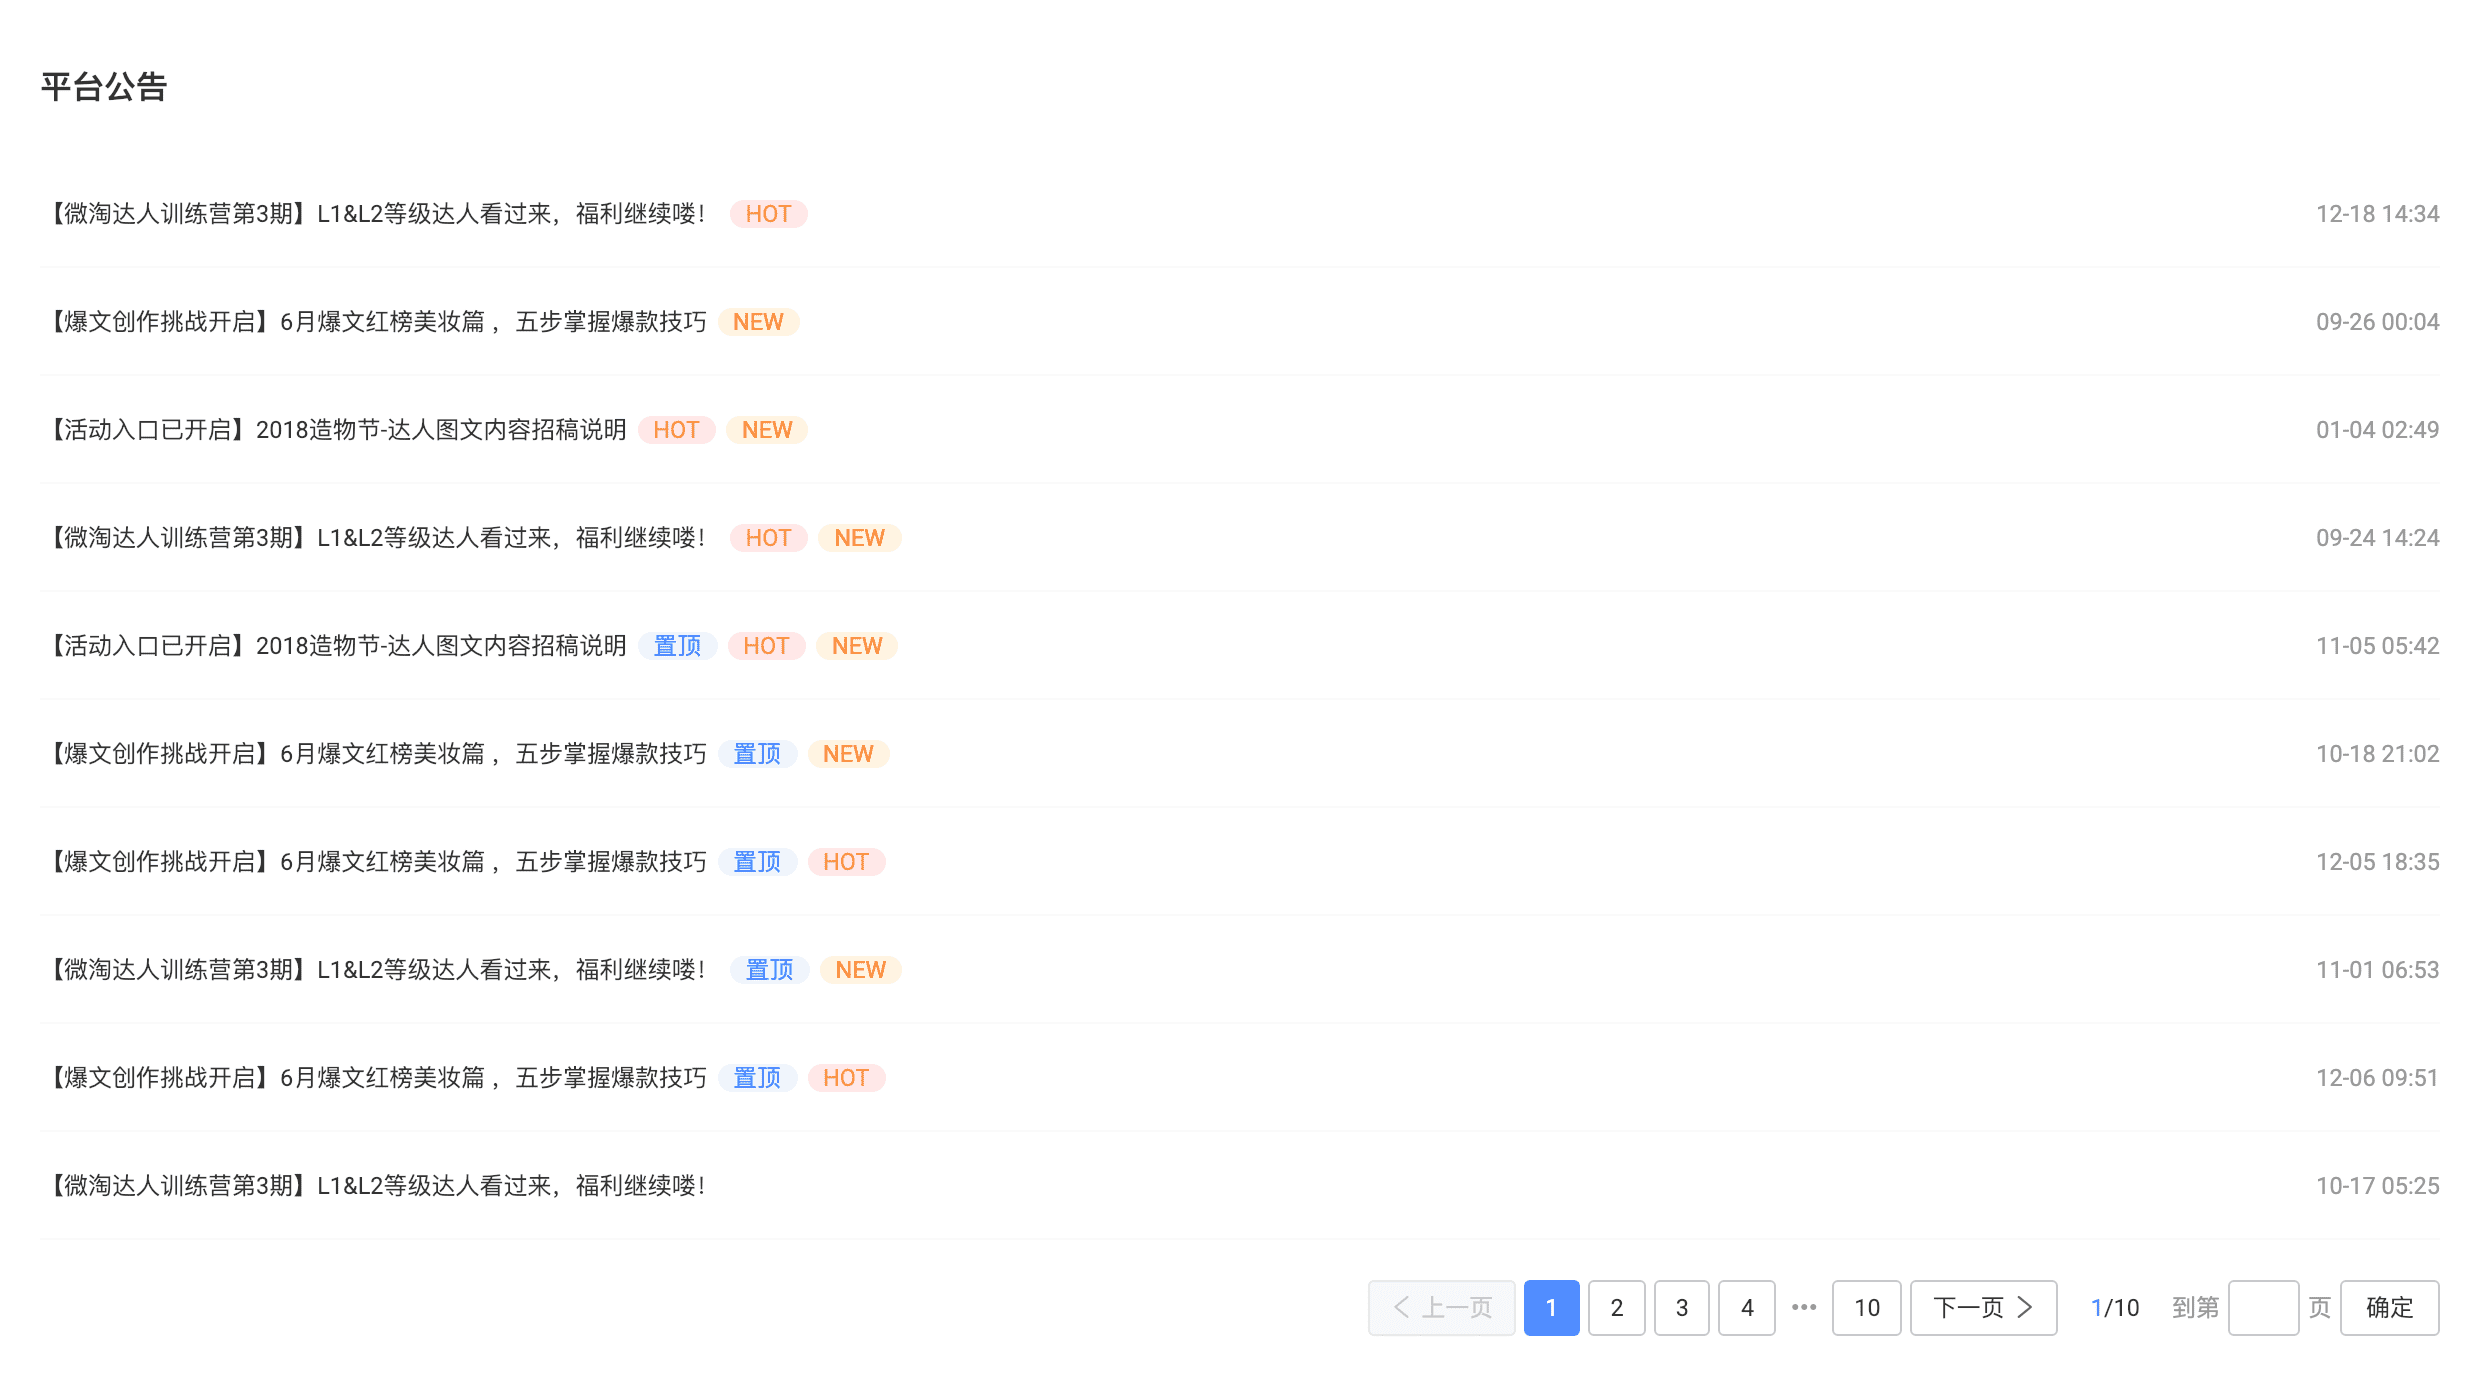 平台公告
【微淘达人训练营第3期】L1&L2等级达人看过来，福利继续喽！ HOT 12-18 14:34
【爆文创作挑战开启】6月爆文红榜美妆篇 ，五步掌握爆款技巧 NEW 09-26 00:04
【活动入口已开启】2018造物节-达人图文内容招稿说明 HOT NEW 01-04 02:49
【微淘达人训练营第3期】L1&L2等级达人看过来，福利继续喽！ HOT NEW 09-24 14:24
【活动入口已开启】2018造物节-达人图文内容招稿说明 置顶 HOT NEW 11-05 05:42
【爆文创作挑战开启】6月爆文红榜美妆篇 ，五步掌握爆款技巧 置顶 NEW 10-18 21:02
【爆文创作挑战开启】6月爆文红榜美妆篇 ，五步掌握爆款技巧 置顶 HOT 12-05 18:35
【微淘达人训练营第3期】L1&L2等级达人看过来，福利继续喽！ 置顶 NEW 11-01 06:53
【爆文创作挑战开启】6月爆文红榜美妆篇 ，五步掌握爆款技巧 置顶 HOT 12-06 09:51
【微淘达人训练营第3期】L1&L2等级达人看过来，福利继续喽！ 10-17 05:25
上一页 1 2 3 4 ••• 10 下一页 1/10 到第 页 确定